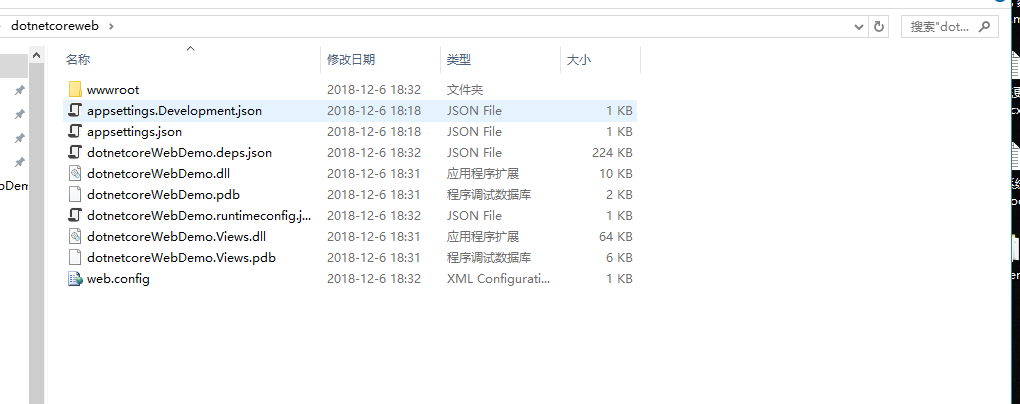 dotnetcoreweb
搜索"dot...
名称 修改日期 类型 大小
wwwroot 2018-12-6 18:32 文件夹
appsettings.Development.json 2018-12-6 18:18 JSON File 1 KB
appsettings.json 2018-12-6 18:18 JSON File 1 KB
dotnetcoreWebDemo.deps.json 2018-12-6 18:32 JSON File 224 KB
dotnetcoreWebDemo.dll 2018-12-6 18:31 应用程序扩展 10 KB
dotnetcoreWebDemo.pdb 2018-12-6 18:31 程序调试数据库 2 KB
dotnetcoreWebDemo.runtimeconfig.j... 2018-12-6 18:32 JSON File 1 KB
dotnetcoreWebDemo.Views.dll 2018-12-6 18:31 应用程序扩展 64 KB
dotnetcoreWebDemo.Views.pdb 2018-12-6 18:31 程序调试数据库 6 KB
web.config 2018-12-6 18:32 XML Configurati... 1 KB